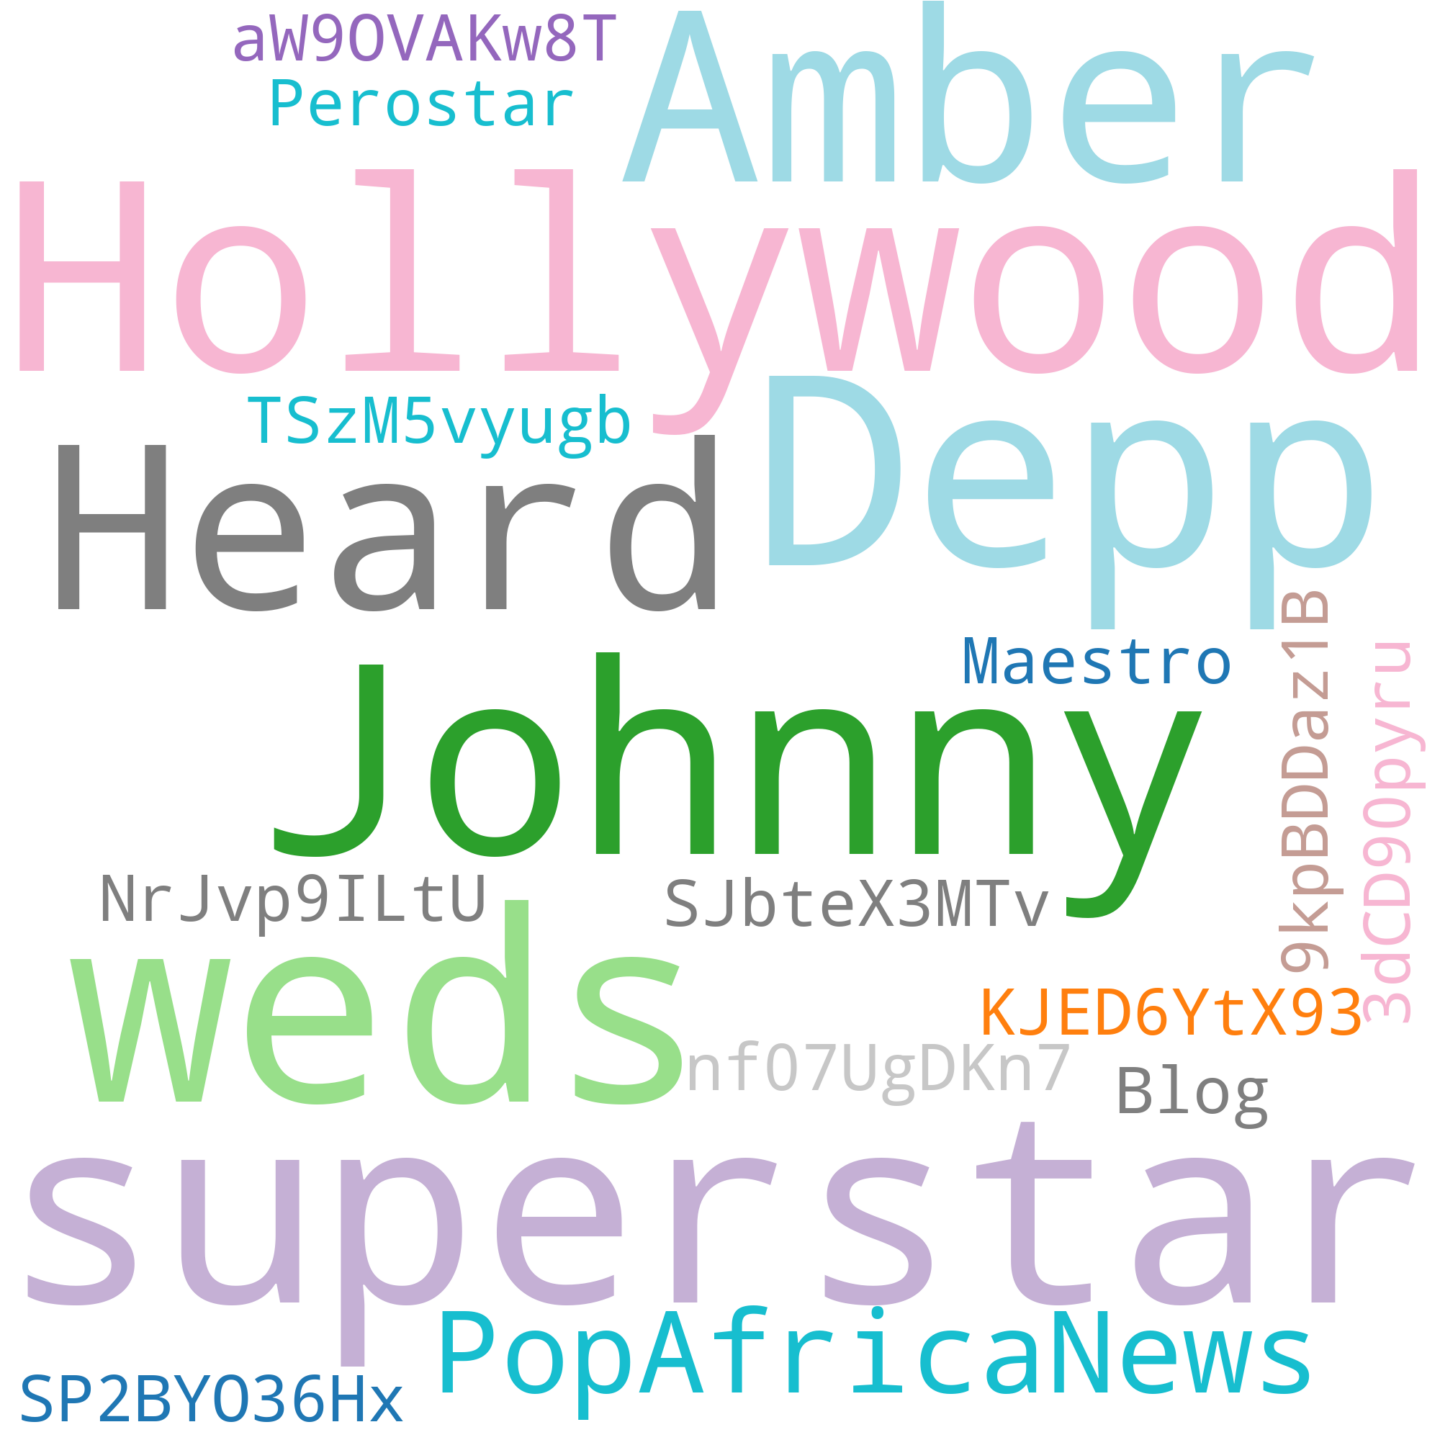 aW9OVAKw8T
Amber
Perostar
Hollywood
TSzM5vyugb
Depp
Heard
Maestro
9kpBDDaz1B
3dCD90pyru
Johnny
NrJvp9ILtU
SJbteX3MTv
weds
KJED6YtX93
nf07UgDKn7
Blog
superstar
PopAfricaNews
SP2BYO36Hx